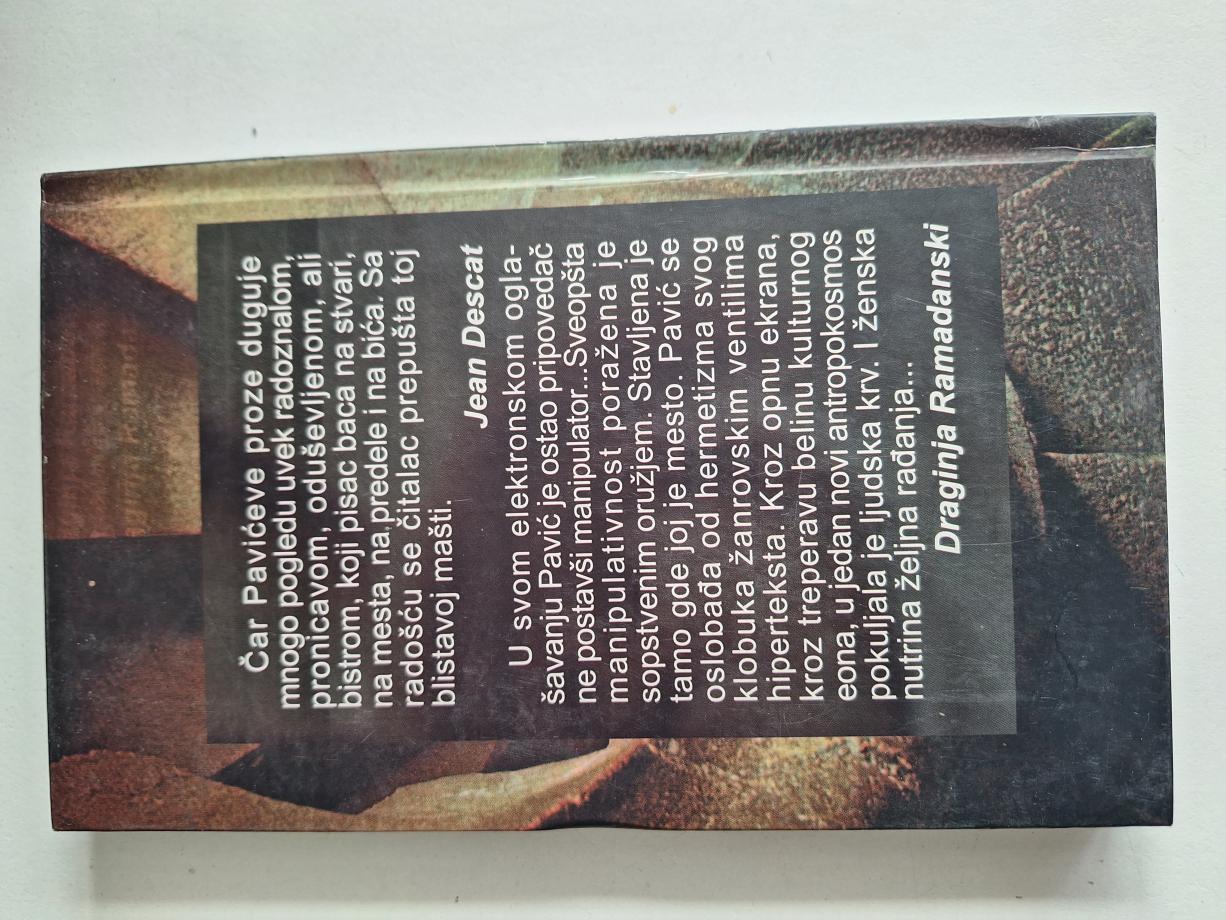 Čar Pavićeve proze duguje
mnogo pogledu uvek radoznalom,
pronicavom, oduševljenom, ali
bistrom, koji pisac baca na stvari,
na mesta, na predele i na bića. Sa
radošću se čitalac prepušta toj
blistavoj mašti.
Jean Descat
U svom elektronskom ogla-
šavanju Pavić je ostao pripovedač
ne postavši manipulator...Sveopšta
manipulativnost poražena je
sopstvenim oružjem. Stavljena je
tamo gde joj je mesto. Pavić se
oslobađa od hermetizma svog
klobuka žanrovskim ventilima
hiperteksta. Kroz opnu ekrana,
kroz treperavu belinu kulturnog
eona, u jedan novi antropokosmos
pokuljala je ljudska krv. I ženska
nutrina željna rađanja...
Draginja Ramadanski